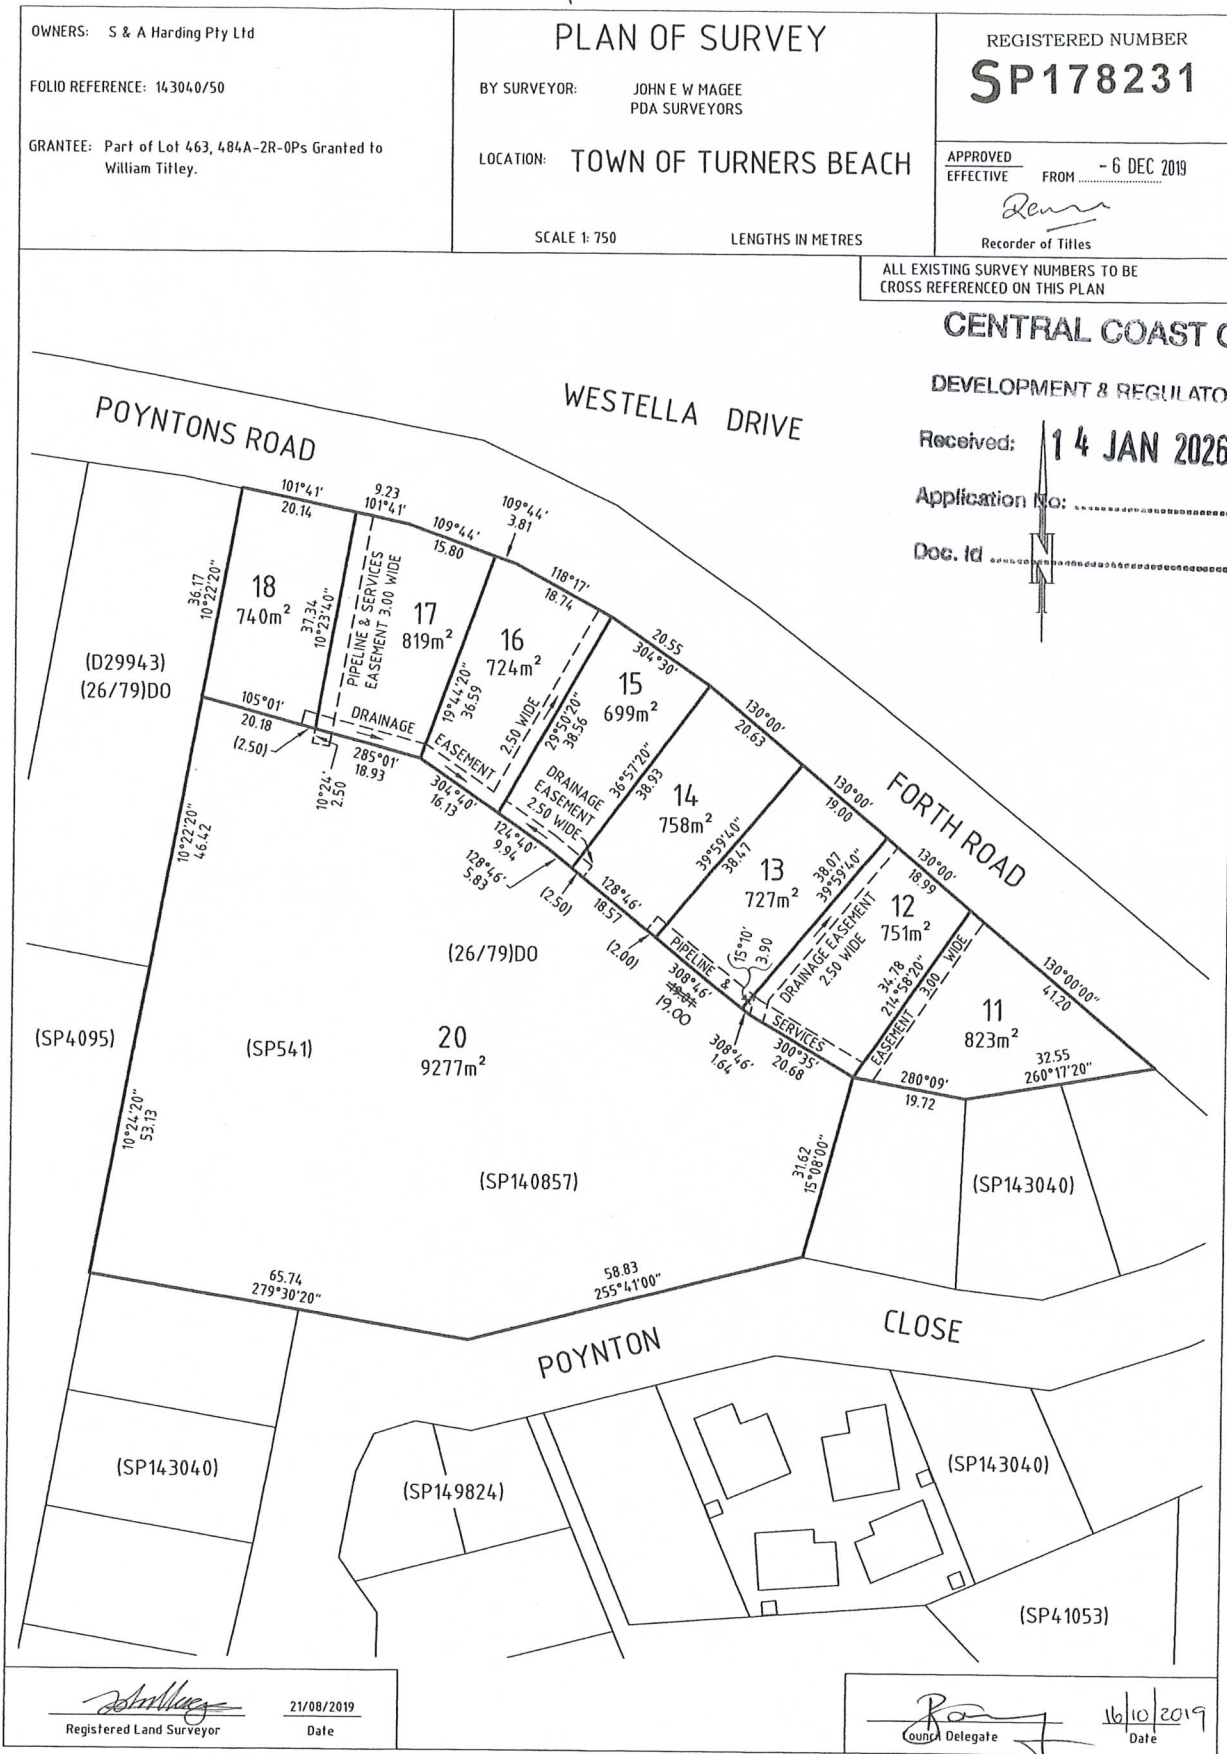 OWNERS: S & A Harding Pty Ltd
FOLIO REFERENCE: 143040/50
GRANTEE: Part of Lot 463, 484A-2R-0Ps Granted to
William Titley.
PLAN OF SURVEY
BY SURVEYOR: JOHN E W MAGEE
PDA SURVEYORS
LOCATION: TOWN OF TURNERS BEACH
SCALE 1: 750 LENGTHS IN METRES
REGISTERED NUMBER
SP178231
APPROVED
EFFECTIVE FROM - 6 DEC 2019
Recorder of Titles
ALL EXISTING SURVEY NUMBERS TO BE
CROSS REFERENCED ON THIS PLAN
CENTRAL COAST
DEVELOPMENT & REGULATO
Received: 14 JAN 2026
Application No:
Doc. Id
N
POYNTONS ROAD
WESTELLA DRIVE
FORTH ROAD
101°41'
20.14
9.23
101°41'
109°44'
15.80
109°44'
3.81
118°17'
18.74
20.55
304°30'
130°00'
20.63
130°00'
19.00
130°00'
18.99
130°00'00"
41.20
36.17
10°22'20"
18
740m²
37.34
10°23'40"
PIPELINE & SERVICES
EASEMENT 3.00 WIDE
17
819m²
19°44'20"
36.59
16
724m²
2.50 WIDE
29°50'20"
38.56
15
699m²
DRAINAGE
EASEMENT
2.50 WIDE
36°57'20"
38.93
14
758m²
39°59'40"
38.47
13
727m²
38.07
39°59'40"
DRAINAGE EASEMENT
2.50 WIDE
12
751m²
34.78
214°58'20"
EASEMENT 3.00 WIDE
11
823m²
(D29943)
(26/79)DO
105°01'
20.18
(2.50)
10°24'
2.50
DRAINAGE
EASEMENT
285°01'
18.93
304°40'
16.13
124°40'
9.94
128°46'
5.83
(2.50)
128°46'
18.57
(2.00)
PIPELINE &
SERVICES
15°10'
3.90
308°46'
19.01
19.00
308°46'
1.64
300°35'
20.68
280°09'
19.72
32.55
260°17'20"
10°22'20"
46.42
(26/79)DO
(SP4095)
(SP541)
20
9277m²
10°24'20"
53.13
(SP140857)
31.62
15°08'00"
(SP143040)
65.74
279°30'20"
58.83
255°41'00"
POYNTON CLOSE
(SP143040)
(SP149824)
(SP143040)
(SP41053)
Registered Land Surveyor
21/08/2019
Date
Council Delegate
16/10/2019
Date